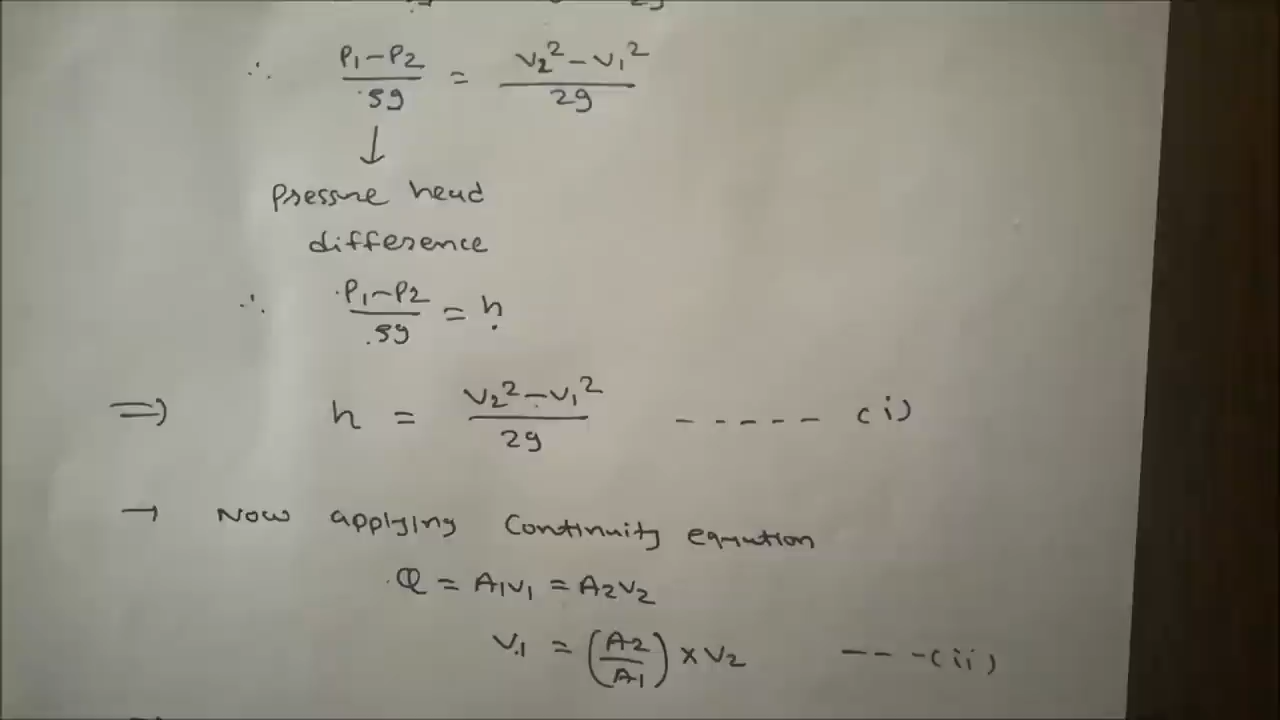 ∴ P1-P2/ρg = V2² - V1²/2g
↓
Pressure head
difference
∴ P1-P2/ρg = h
⇒ h = V2² - V1²/2g ----- (i)
→ Now applying Continuity equation
Q = A1V1 = A2V2
V1 = (A2/A1) × V2 --- (ii)